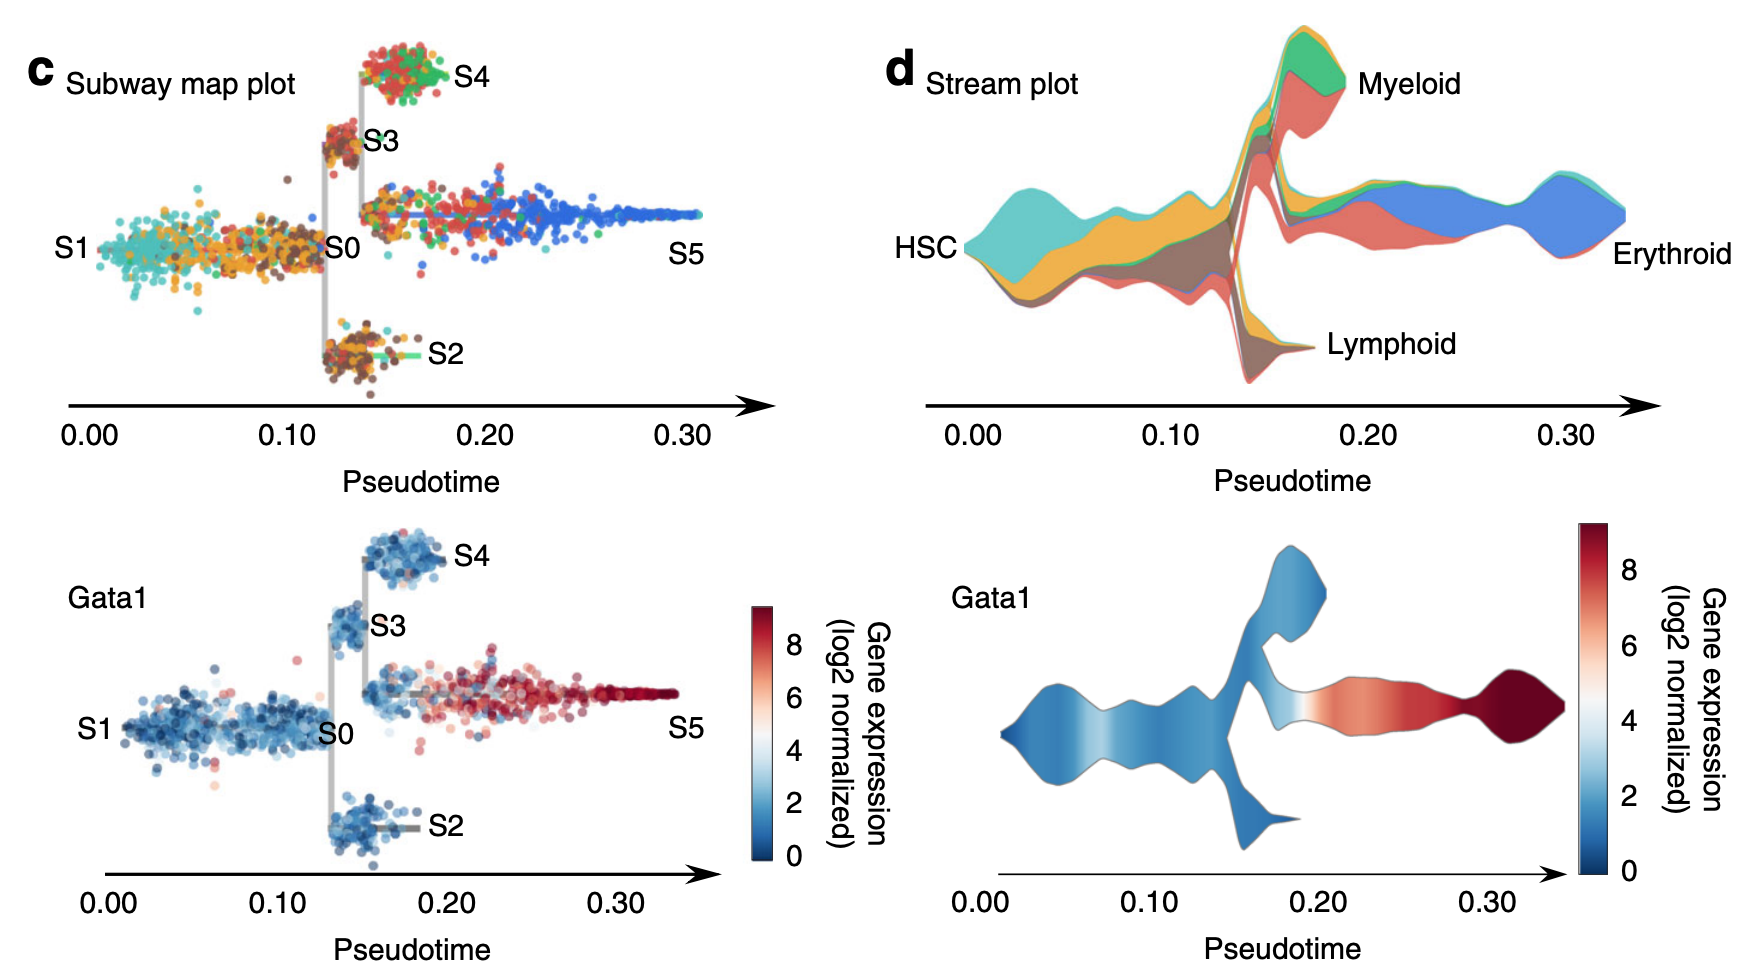 c
Subway map plot
S4
S3
S1
S0
S5
S2
0.00 0.10 0.20 0.30
Pseudotime
d
Stream plot
Myeloid
HSC
Erythroid
Lymphoid
0.00 0.10 0.20 0.30
Pseudotime
Gata1
S4
S3
S1
S0
S5
S2
0.00 0.10 0.20 0.30
Pseudotime
8
6
4
2
0
Gene expression
(log2 normalized)
Gata1
0.00 0.10 0.20 0.30
Pseudotime
8
6
4
2
0
Gene expression
(log2 normalized)